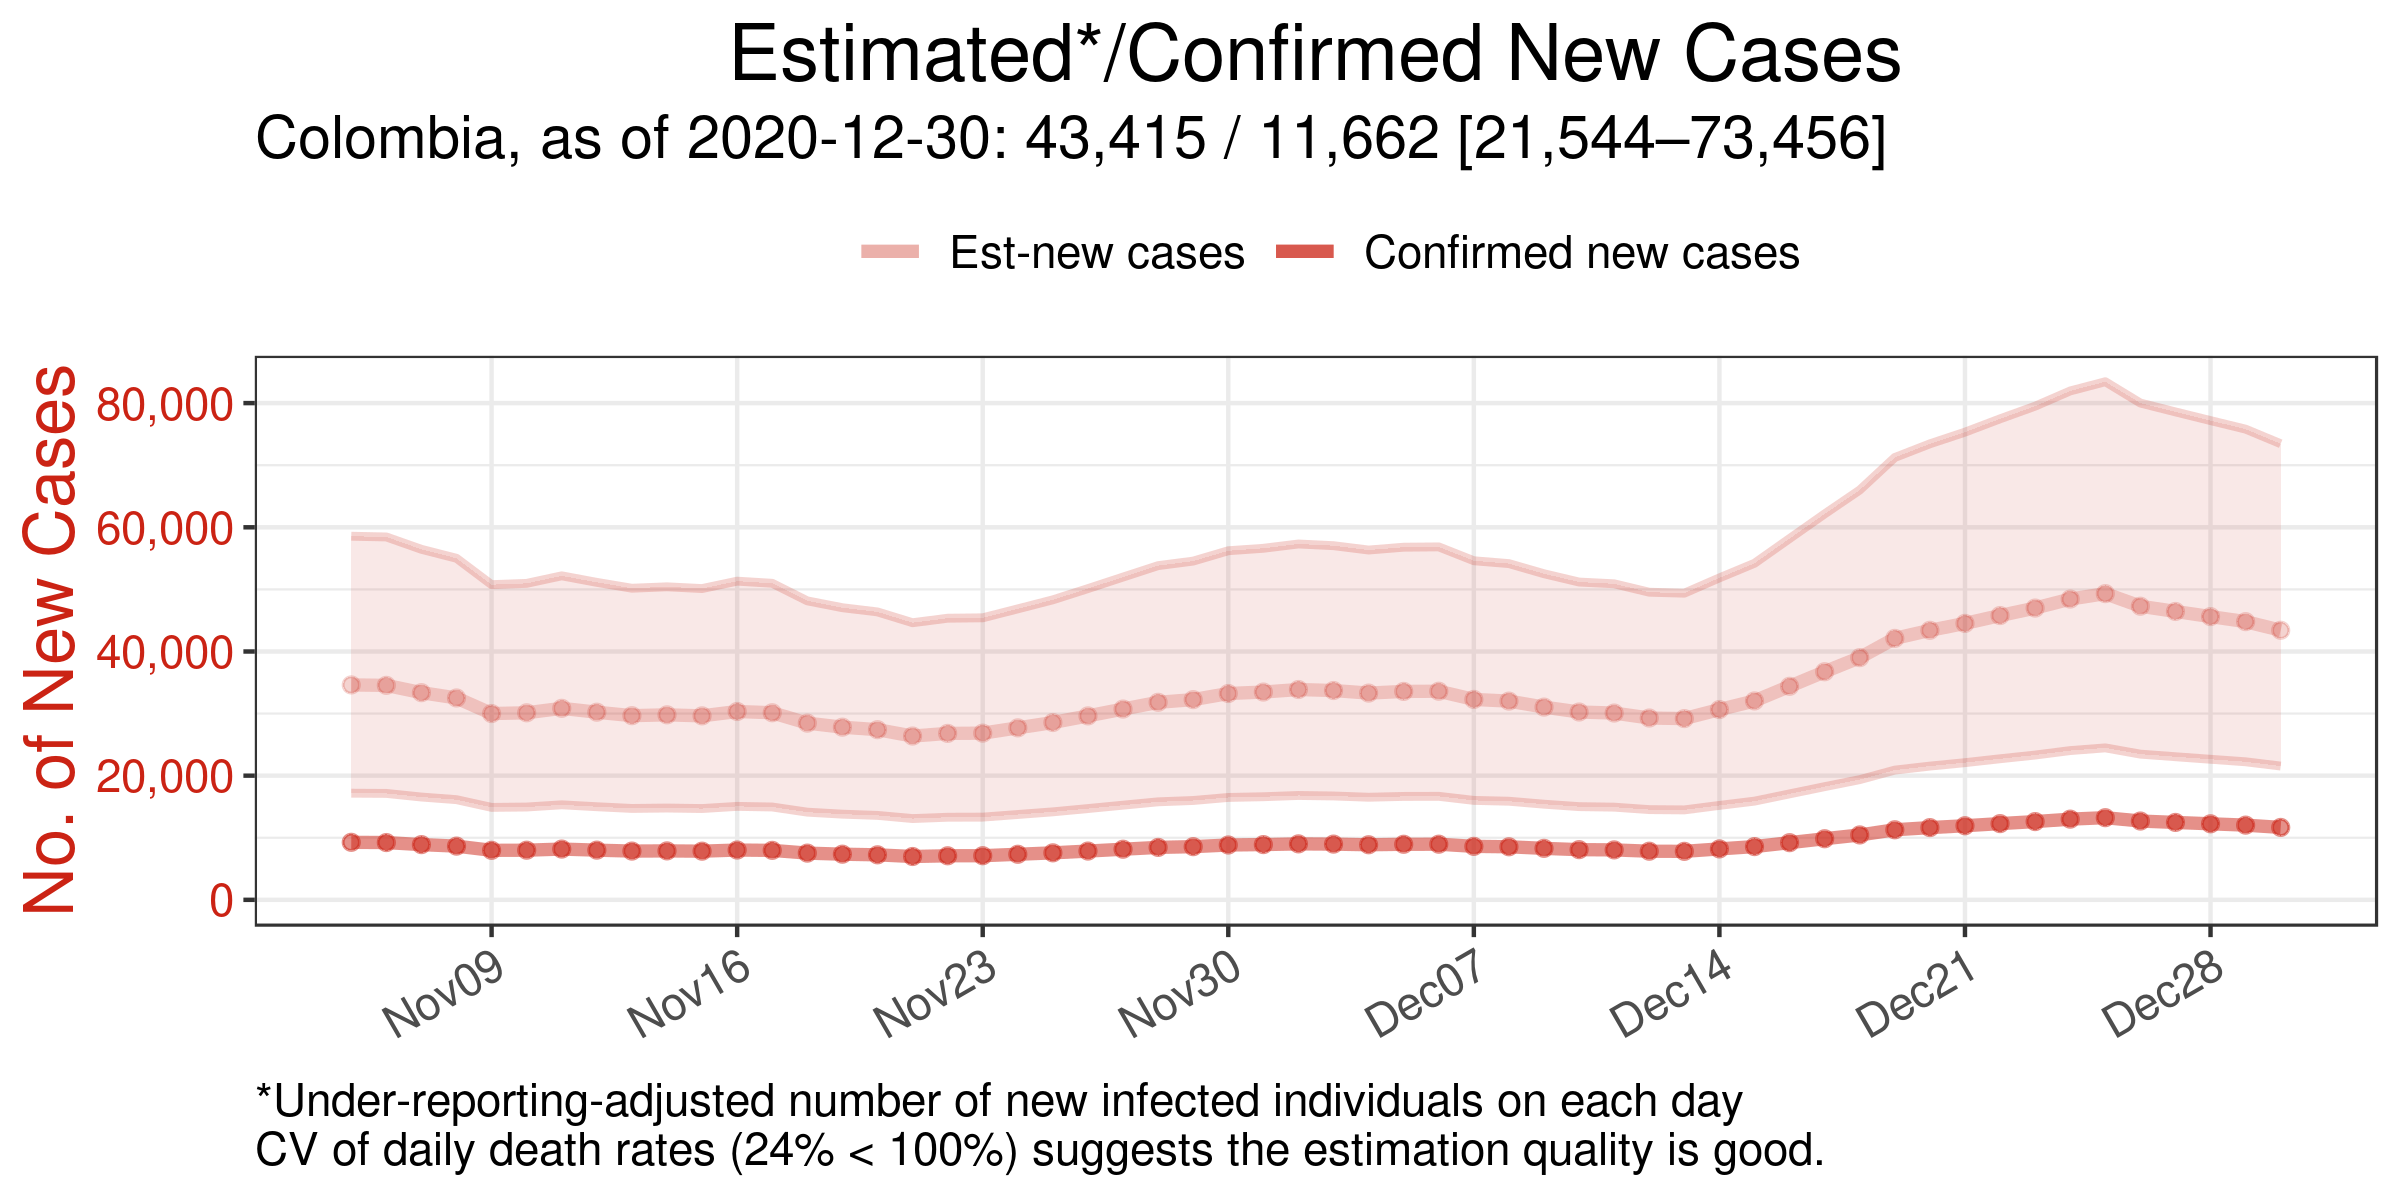 Estimated*/Confirmed New Cases
Colombia, as of 2020-12-30: 43,415 / 11,662 [21,544–73,456]
Est-new cases
Confirmed new cases
No. of New Cases
80,000
60,000
40,000
20,000
0
Nov09
Nov16
Nov23
Nov30
Dec07
Dec14
Dec21
Dec28
*Under-reporting-adjusted number of new infected individuals on each day
CV of daily death rates (24% < 100%) suggests the estimation quality is good.